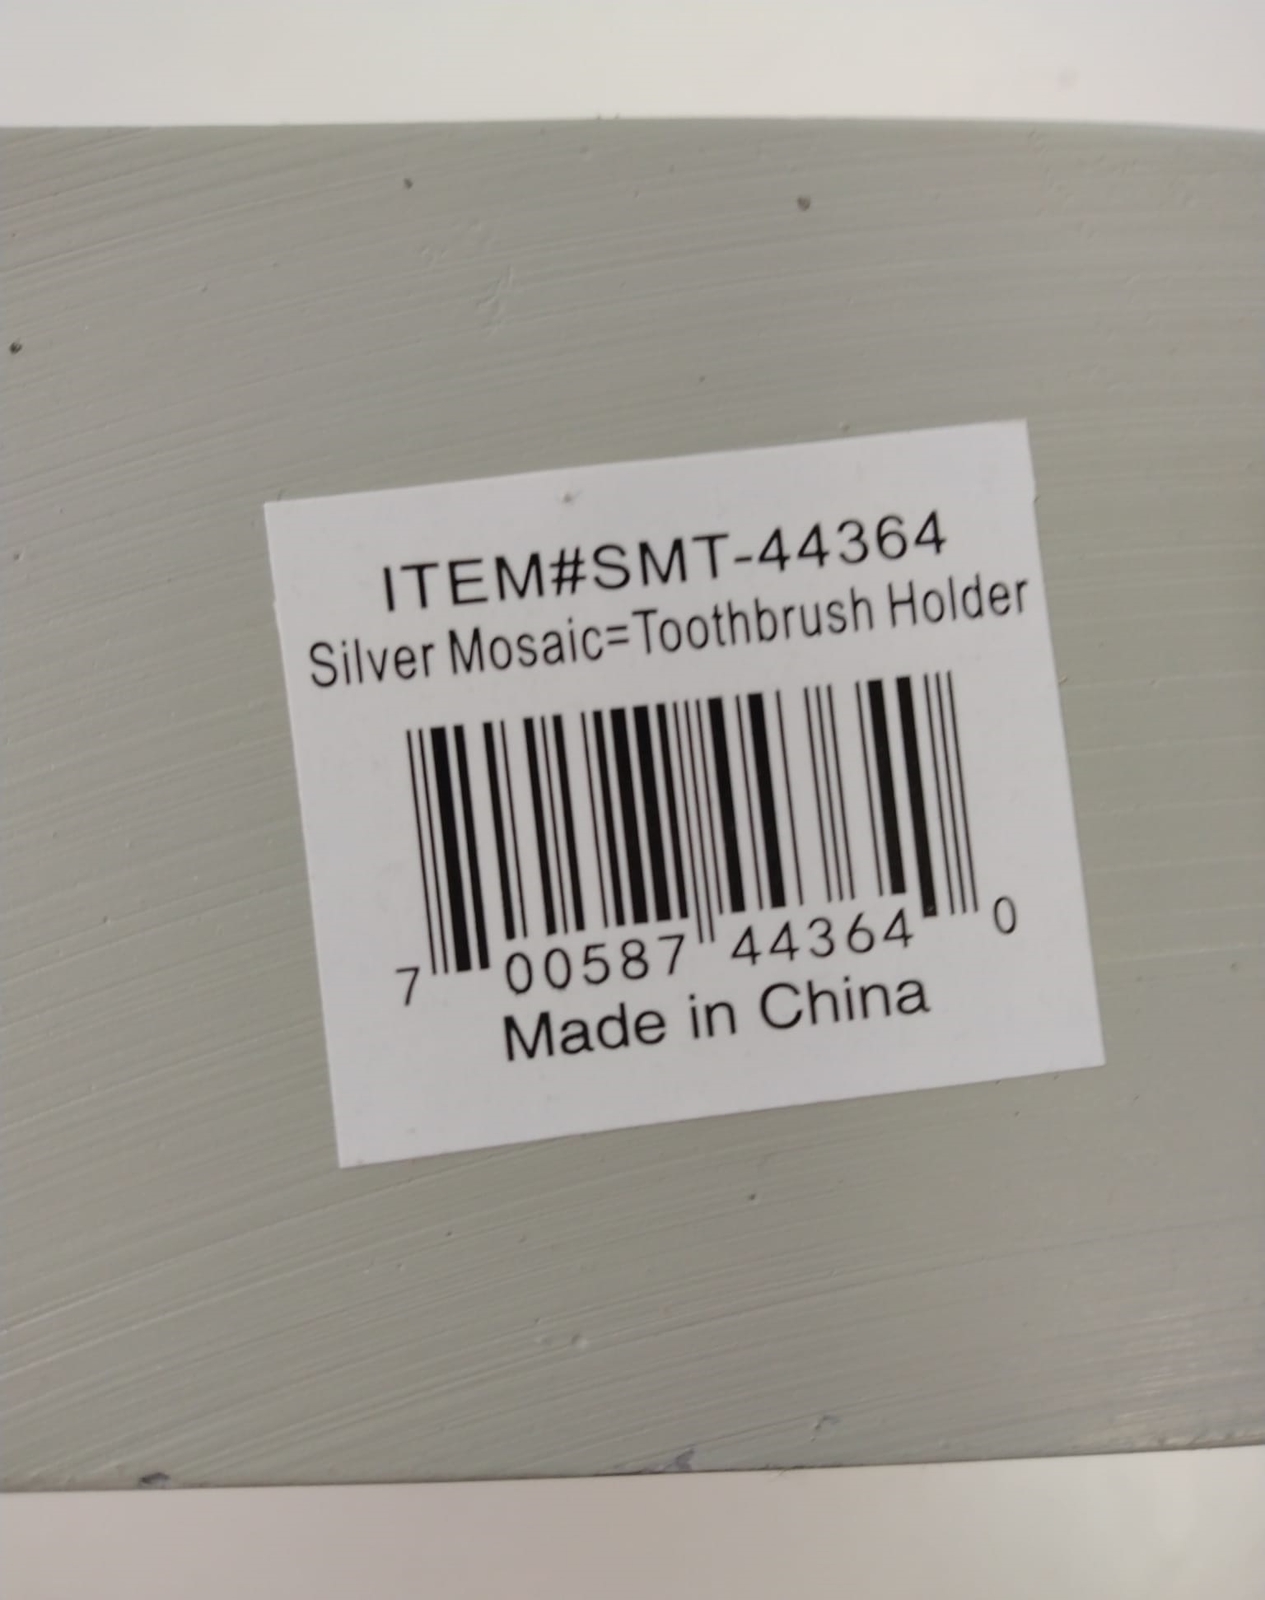 ITEM#SMT-44364
Silver Mosaic=Toothbrush Holder
7 00587 44364 0
Made in China